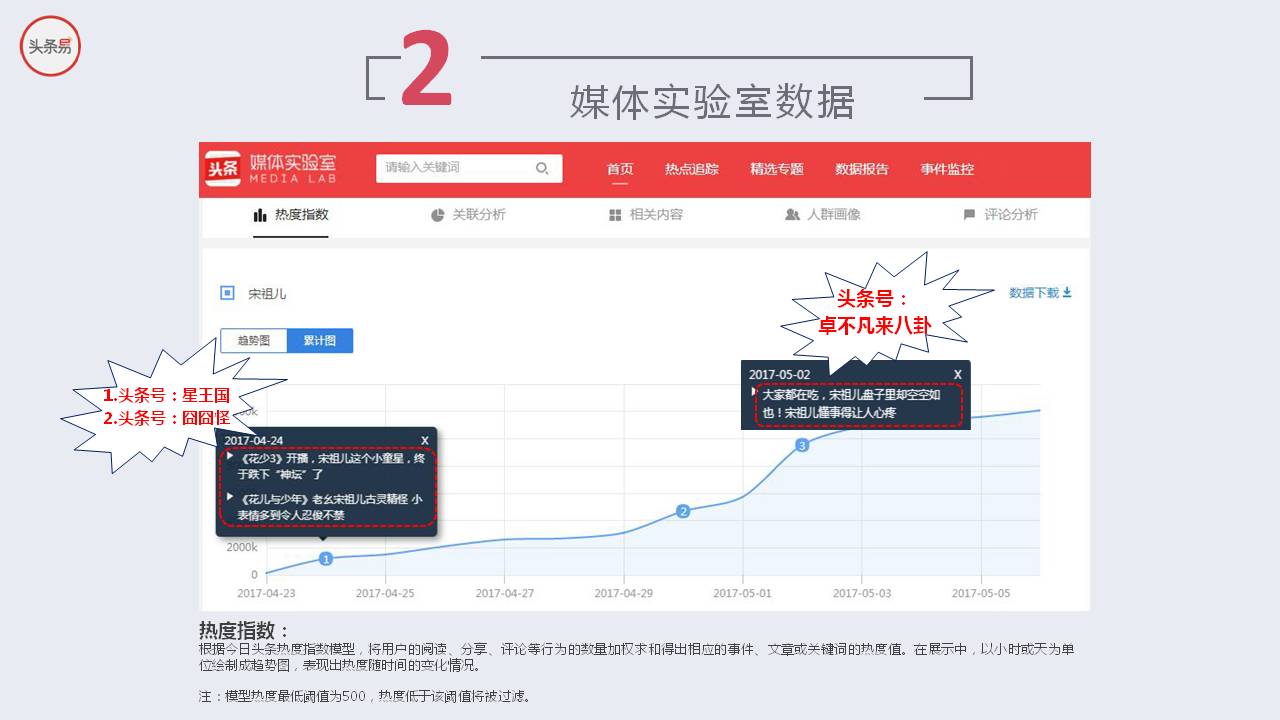 头条易
2
媒体实验室数据
头条
媒体实验室
MEDIA LAB
请输入关键词
首页
热点追踪
精选专题
数据报告
事件监控
热度指数
关联分析
相关内容
人群画像
评论分析
宋祖儿
数据下载
趋势图
累计图
头条号：
卓不凡来八卦
1.头条号：星王国
2.头条号：囧囧怪
2017-05-02 X
大家都在吃，宋祖儿盘子里却空空如
也！宋祖儿懂事得让人心疼
2017-04-24 X
《花少3》开播，宋祖儿这个小童星，终
于跌下“神坛”了
《花儿与少年》老幺宋祖儿古灵精怪 小
表情多到令人忍俊不禁
3
2
1
2000k
0
2017-04-23
2017-04-25
2017-04-27
2017-04-29
2017-05-01
2017-05-03
2017-05-05
热度指数：
根据今日头条热度指数模型，将用户的阅读、分享、评论等行为的数量加权求和得出相应的事件、文章或关键词的热度值。在展示中，以小时或天为单
位绘制成趋势图，表现出热度随时间的变化情况。
注：模型热度最低阈值为500，热度低于该阈值将被过滤。